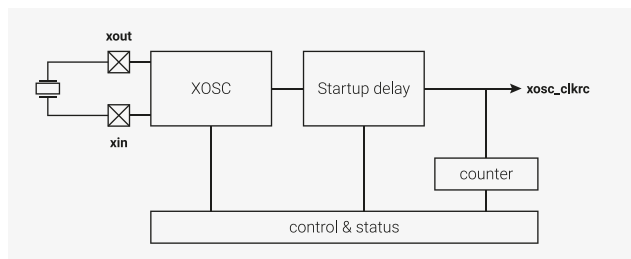 xout
XOSC
Startup delay
xosc_clkrc
xin
counter
control & status